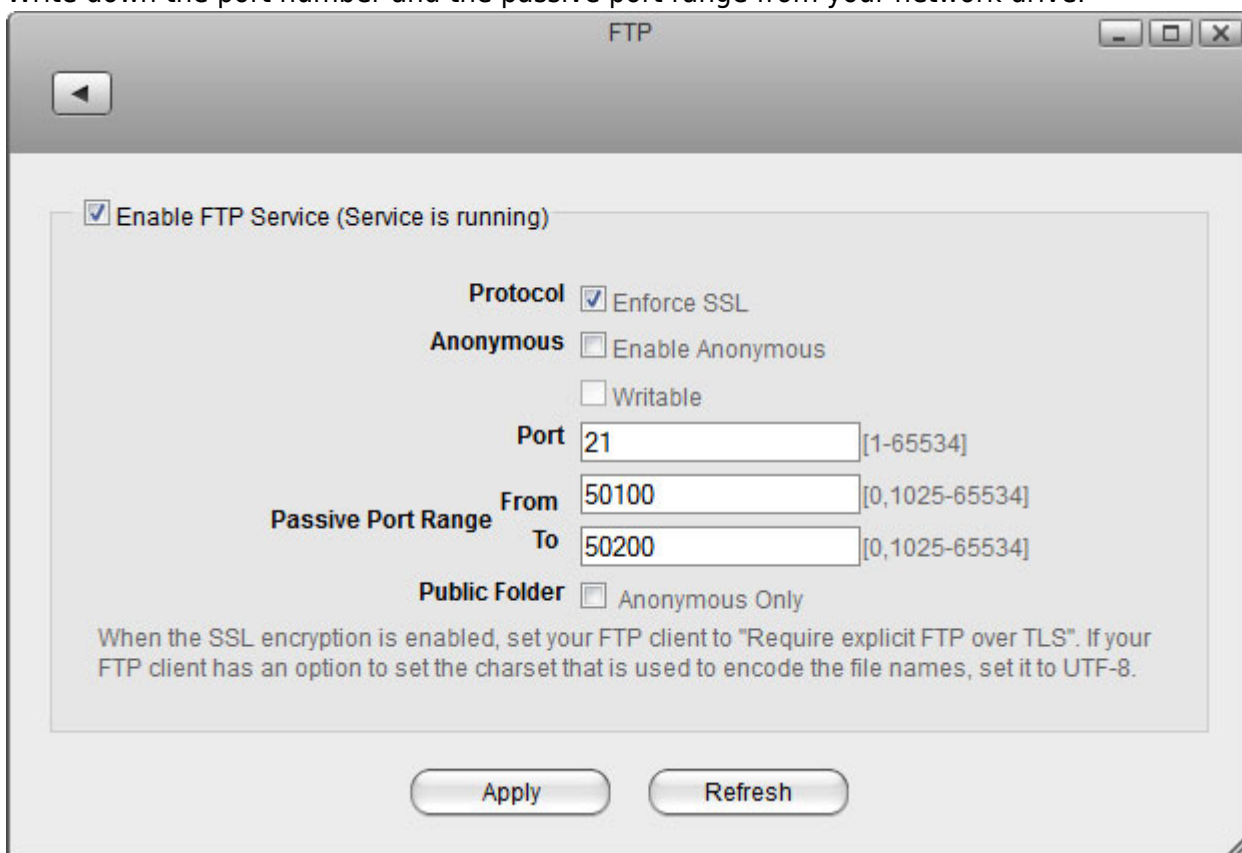 Write down the port number and the passive port range from your network drive.
FTP
Enable FTP Service (Service is running)
Protocol Enforce SSL
Anonymous Enable Anonymous
Writable
Port 21 [1-65534]
Passive Port Range From 50100 [0,1025-65534]
To 50200 [0,1025-65534]
Public Folder Anonymous Only
When the SSL encryption is enabled, set your FTP client to "Require explicit FTP over TLS". If your
FTP client has an option to set the charset that is used to encode the file names, set it to UTF-8.
Apply Refresh